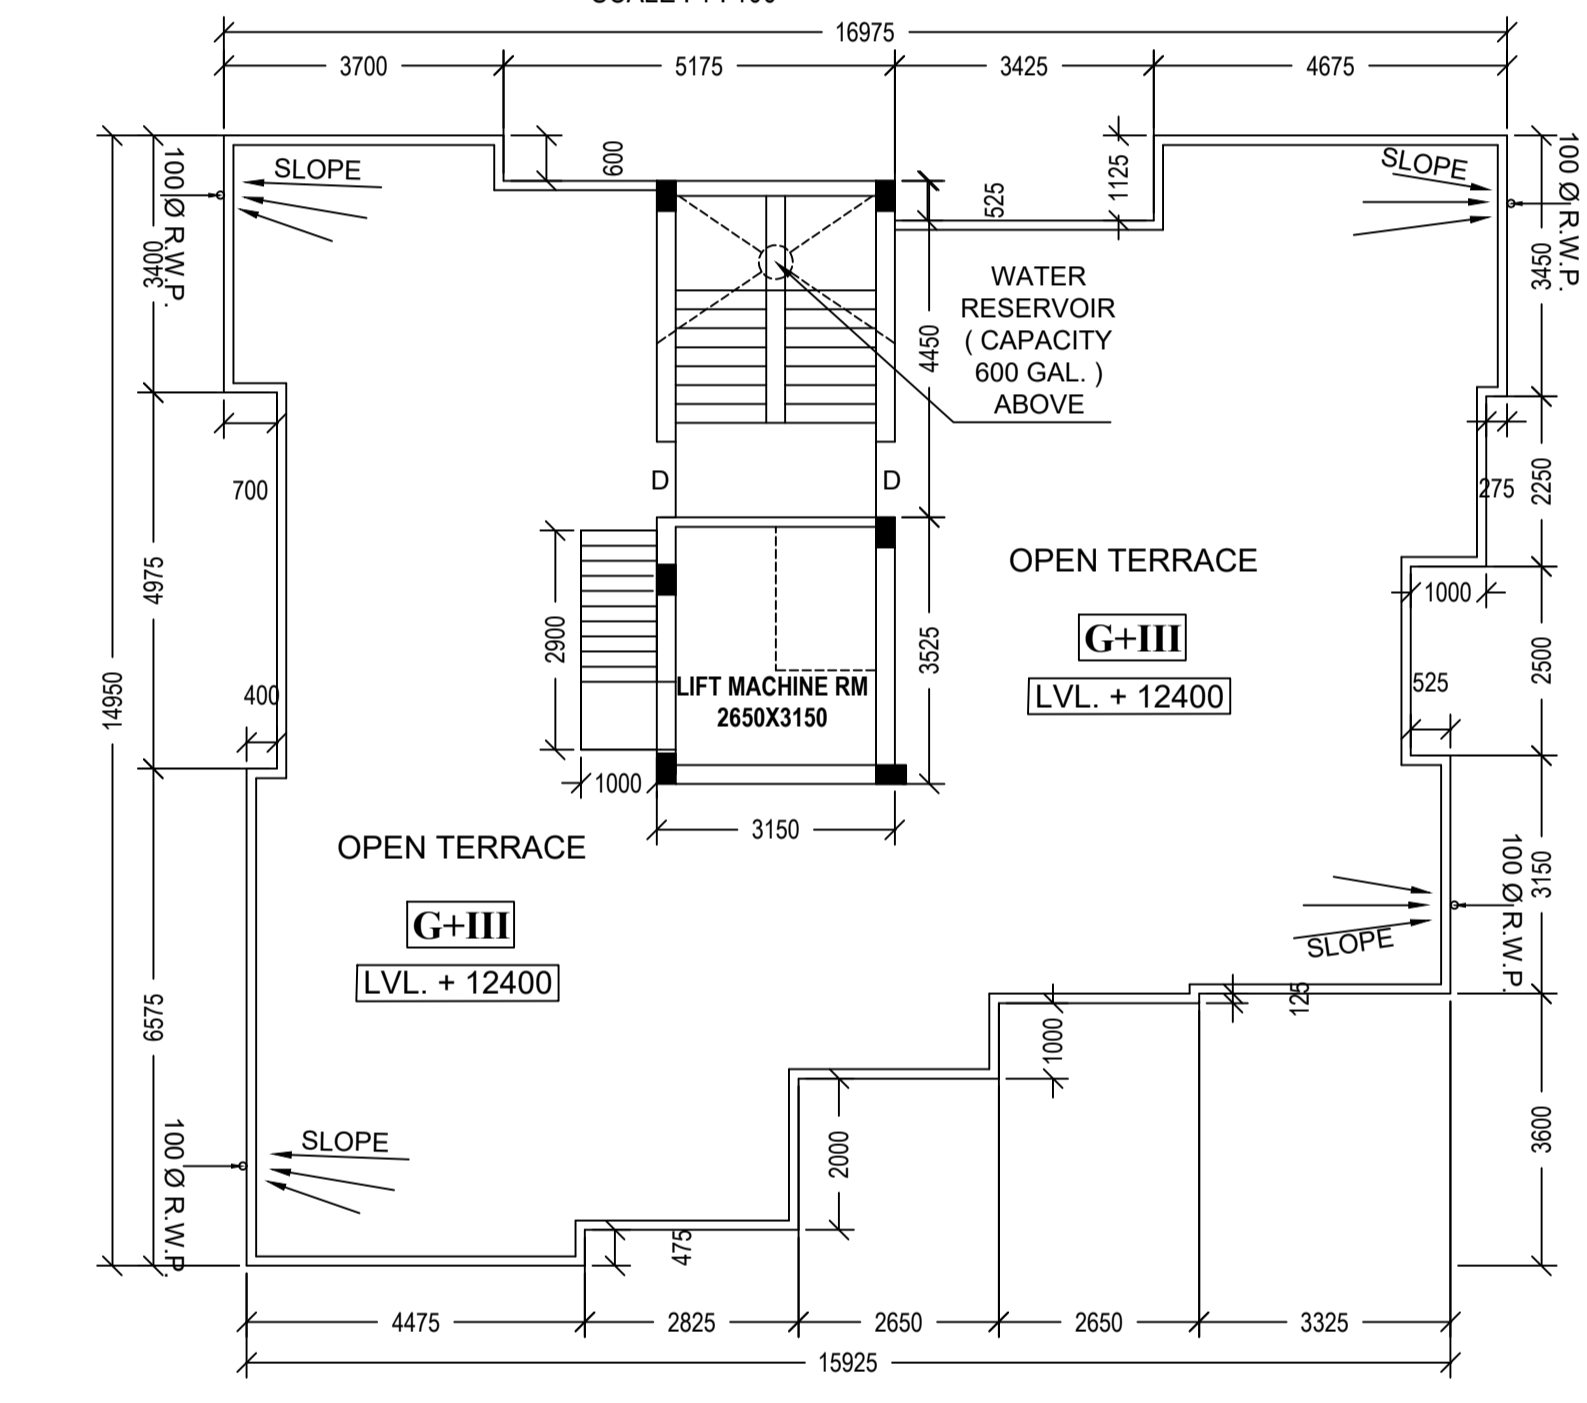 16975
3700
5175
3425
4675
600
525
1125
100 Ø R.W.P.
SLOPE
3400
SLOPE
100 Ø R.W.P.
3450
WATER
RESERVOIR
( CAPACITY
600 GAL. )
ABOVE
4450
D
D
700
275
2250
4975
2900
OPEN TERRACE
G+III
LVL. + 12400
1000
2500
525
3525
LIFT MACHINE RM
2650X3150
14950
400
1000
3150
OPEN TERRACE
G+III
LVL. + 12400
3150
100 Ø R.W.P.
SLOPE
6575
125
1000
2000
3600
100 Ø R.W.P.
SLOPE
475
4475
2825
2650
2650
3325
15925